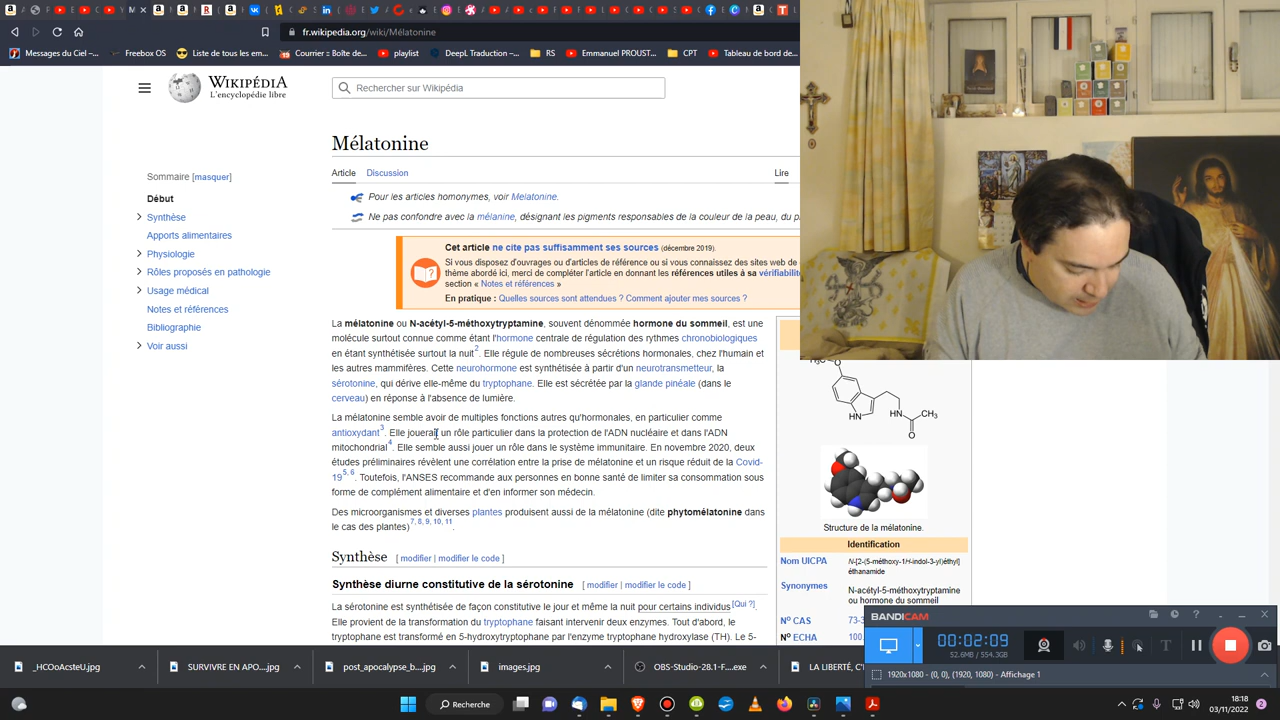 fr.wikipedia.org/wiki/Mélatonine
Messages du Ciel –...
Freebox OS
Liste de tous les em...
Courrier :: Boîte de...
playlist
DeepL Traduction –...
RS
Emmanuel PROUST...
CPT
Tableau de bord de...
WIKIPÉDIA
L'encyclopédie libre
Rechercher sur Wikipédia
Mélatonine
Sommaire [masquer]
Début
Synthèse
Apports alimentaires
Physiologie
Rôles proposés en pathologie
Usage médical
Notes et références
Bibliographie
Voir aussi
Article Discussion Lire
Pour les articles homonymes, voir Melatonine.
Ne pas confondre avec la mélanine, désignant les pigments responsables de la couleur de la peau, du p
Cet article ne cite pas suffisamment ses sources (décembre 2019).
Si vous disposez d'ouvrages ou d'articles de référence ou si vous connaissez des sites web de
thème abordé ici, merci de compléter l'article en donnant les références utiles à sa vérifiabilité
section « Notes et références »
En pratique : Quelles sources sont attendues ? Comment ajouter mes sources ?
La mélatonine ou N-acétyl-5-méthoxytryptamine, souvent dénommée hormone du sommeil, est une
molécule surtout connue comme étant l'hormone centrale de régulation des rythmes chronobiologiques
en étant synthétisée surtout la nuit2. Elle régule de nombreuses sécrétions hormonales, chez l'humain et
les autres mammifères. Cette neurohormone est synthétisée à partir d'un neurotransmetteur, la
sérotonine, qui dérive elle-même du tryptophane. Elle est sécrétée par la glande pinéale (dans le
cerveau) en réponse à l'absence de lumière.
La mélatonine semble avoir de multiples fonctions autres qu'hormonales, en particulier comme
antioxydant3. Elle jouerait un rôle particulier dans la protection de l'ADN nucléaire et dans l'ADN
mitochondrial4. Elle semble aussi jouer un rôle dans le système immunitaire. En novembre 2020, deux
études préliminaires révèlent une corrélation entre la prise de mélatonine et un risque réduit de la Covid-
195, 6. Toutefois, l'ANSES recommande aux personnes en bonne santé de limiter sa consommation sous
forme de complément alimentaire et d'en informer son médecin.
Des microorganismes et diverses plantes produisent aussi de la mélatonine (dite phytomélatonine dans
le cas des plantes)7, 8, 9, 10, 11.
Synthèse [ modifier | modifier le code ]
Synthèse diurne constitutive de la sérotonine [ modifier | modifier le code ]
La sérotonine est synthétisée de façon constitutive le jour et même la nuit pour certains individus[Qui ?].
Elle provient de la transformation du tryptophane faisant intervenir deux enzymes. Tout d'abord, le
tryptophane est transformé en 5-hydroxytryptophane par l'enzyme tryptophane hydroxylase (TH). Le 5-
H3C
O
HN
HN
CH3
O
Structure de la mélatonine.
Identification
Nom UICPA N-[2-(5-méthoxy-1H-indol-3-yl)éthyl]
éthanamide
Synonymes N-acétyl-5-méthoxytryptamine
ou hormone du sommeil
No CAS 73-3
No ECHA 100.
BANDICAM
00:02:09
52.6MB / 554.3GB
1920x1080 - (0, 0), (1920, 1080) - Affichage 1
_HCOoActeU.jpg
SURVIVRE EN APO....jpg
post_apocalypse_b....jpg
images.jpg
OBS-Studio-28.1-F....exe
LA LIBERTÉ, C'
Recherche
18:18
03/11/2022